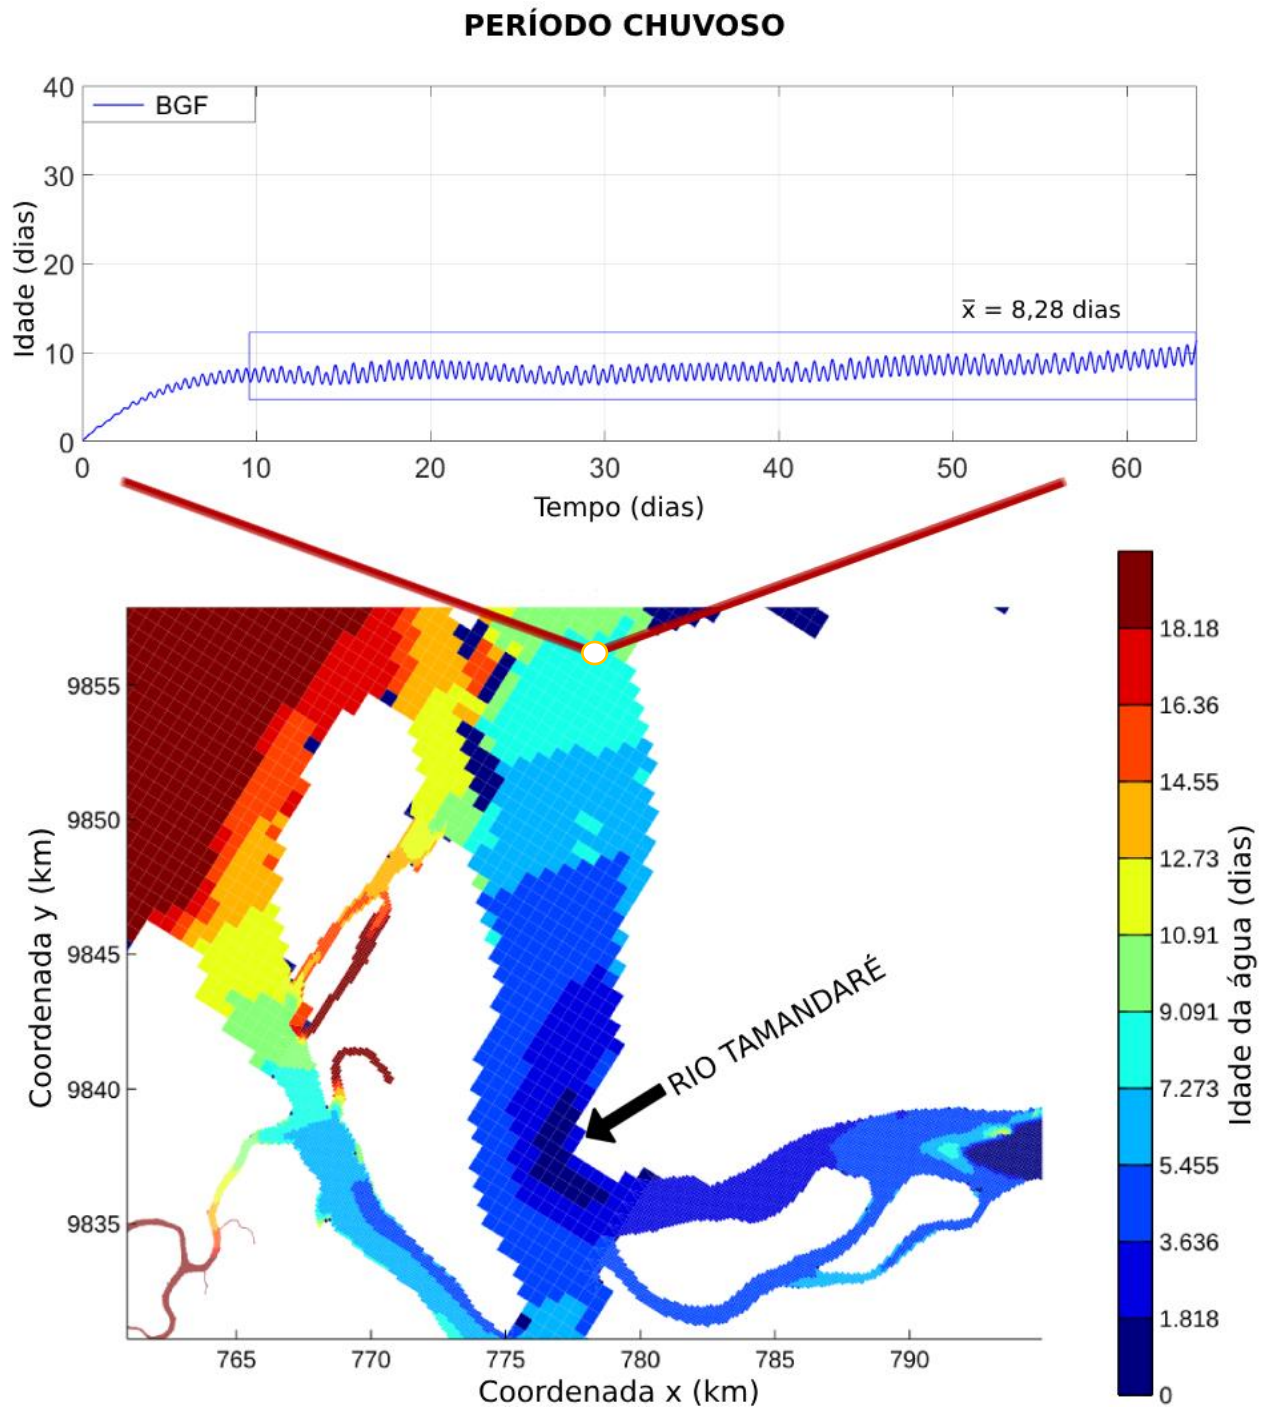 PERÍODO CHUVOSO
BGF
40
30
20
10
0
Idade (dias)
x̅ = 8,28 dias
0 10 20 30 40 50 60
Tempo (dias)
9855
9850
9845
9840
9835
Coordenada y (km)
RIO TAMANDARÉ
765 770 775 780 785 790
Coordenada x (km)
18.18
16.36
14.55
12.73
10.91
9.091
7.273
5.455
3.636
1.818
0
Idade da água (dias)